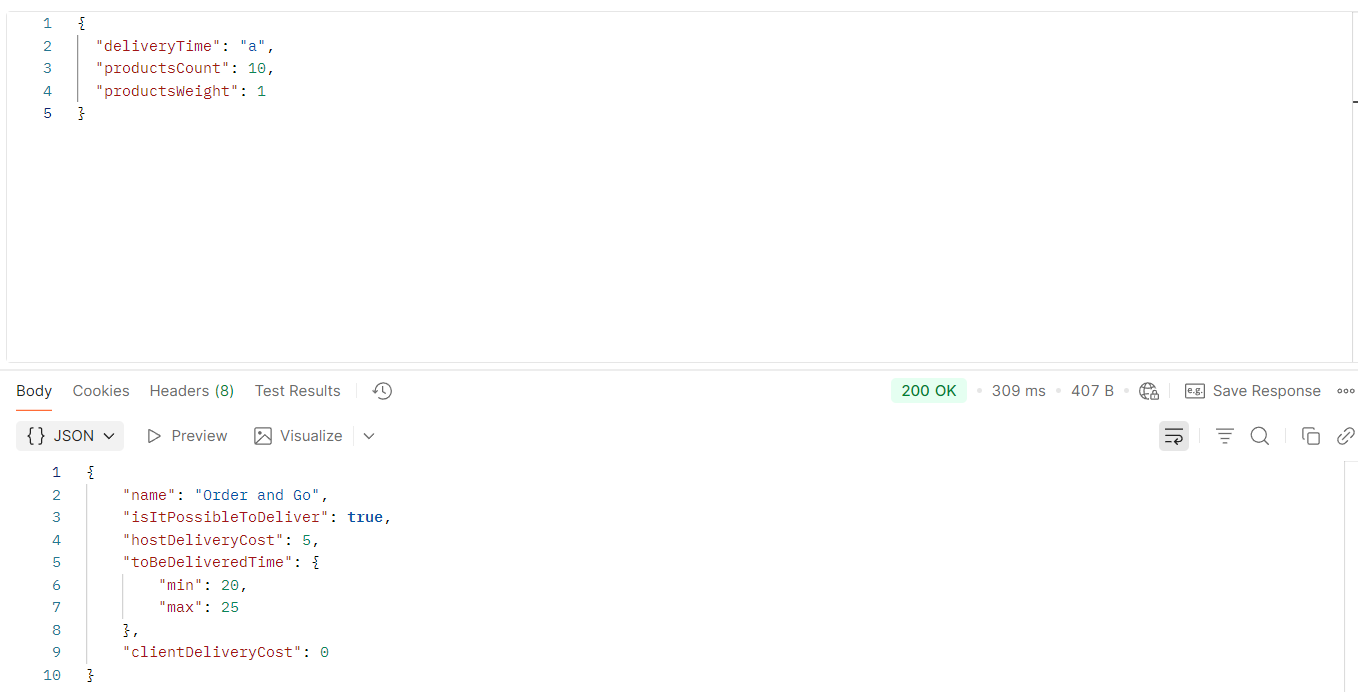 1 {
2 "deliveryTime": "a",
3 "productsCount": 10,
4 "productsWeight": 1
5 }
Body Cookies Headers (8) Test Results 200 OK 309 ms 407 B e.g. Save Response
{} JSON Preview Visualize
1 {
2 "name": "Order and Go",
3 "isItPossibleToDeliver": true,
4 "hostDeliveryCost": 5,
5 "toBeDeliveredTime": {
6 "min": 20,
7 "max": 25
8 },
9 "clientDeliveryCost": 0
10 }